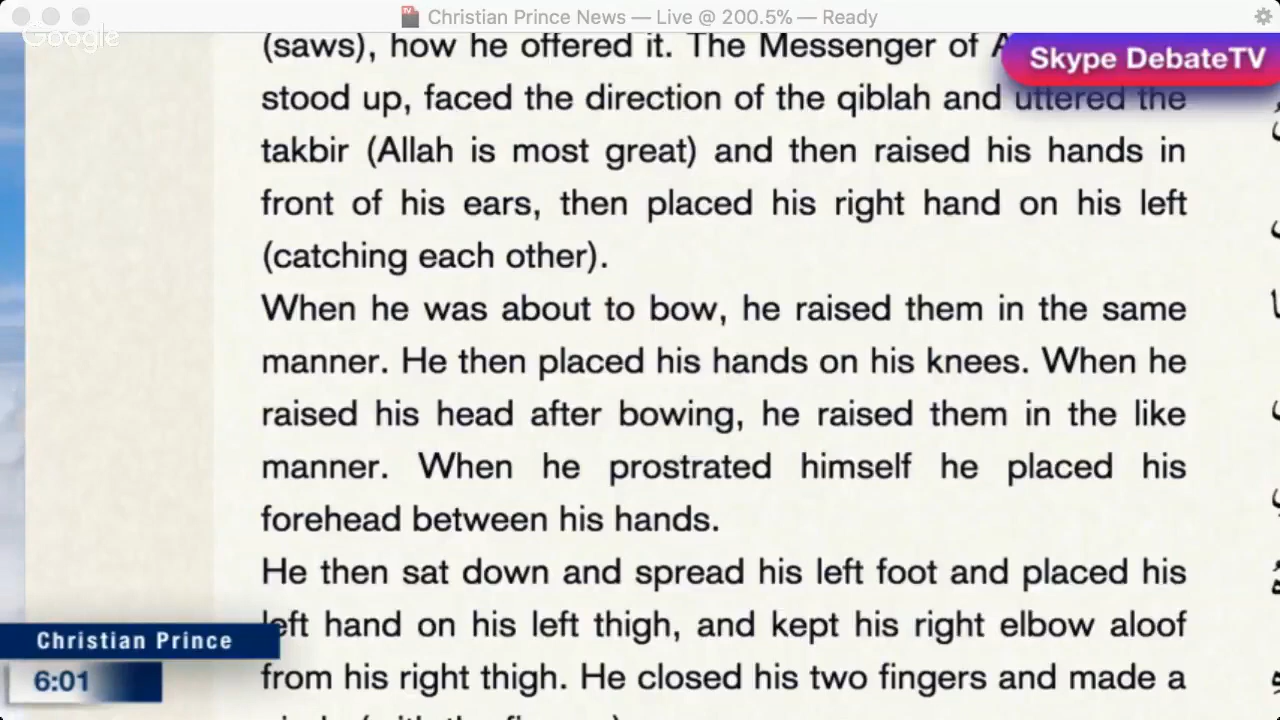 Christian Prince News — Live @ 200.5% — Ready
Google
(saws), how he offered it. The Messenger of
Skype DebateTV
stood up, faced the direction of the qiblah and uttered the
takbir (Allah is most great) and then raised his hands in
front of his ears, then placed his right hand on his left
(catching each other).
When he was about to bow, he raised them in the same
manner. He then placed his hands on his knees. When he
raised his head after bowing, he raised them in the like
manner. When he prostrated himself he placed his
forehead between his hands.
He then sat down and spread his left foot and placed his
left hand on his left thigh, and kept his right elbow aloof
from his right thigh. He closed his two fingers and made a
Christian Prince
6:01